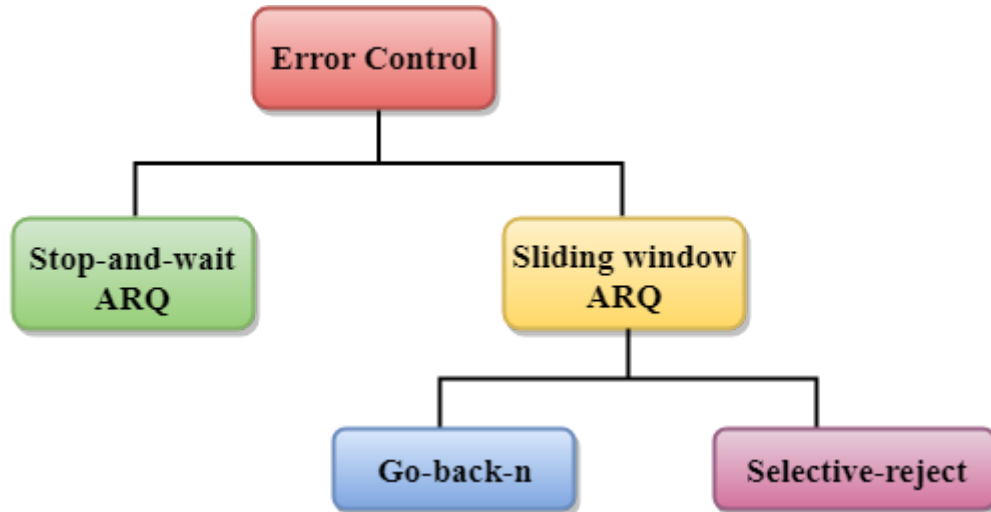 Error Control
Stop-and-wait
ARQ
Sliding window
ARQ
Go-back-n
Selective-reject